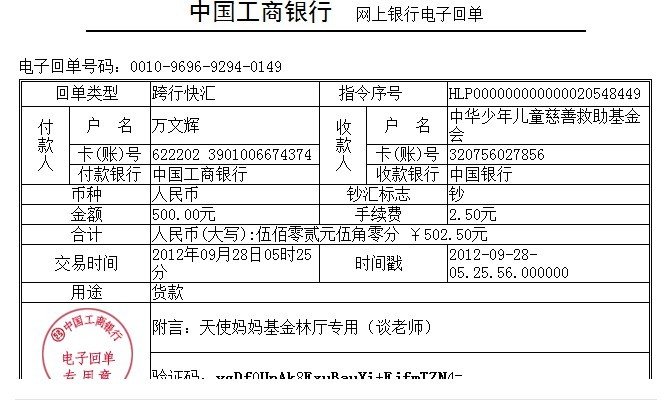 中国工商银行 网上银行电子回单
电子回单号码：0010-9696-9294-0149
回单类型 跨行快汇 指令序号 HLP000000000000020548449
付款人 户 名 万文辉 收款人 户 名 中华少年儿童慈善救助基金
会
卡(账)号 622202 3901006674374 卡(账)号 320756027856
付款银行 中国工商银行 收款银行 中国银行
币种 人民币 钞汇标志 钞
金额 500.00元 手续费 2.50元
合计 人民币(大写):伍佰零贰元伍角零分 ￥502.50元
交易时间 2012年09月28日05时25
分
时间戳 2012-09-28-
05.25.56.000000
用途 货款
中国工商银行
电子回单
专用章
附言：天使妈妈基金林厅专用（谈老师）
验证码：